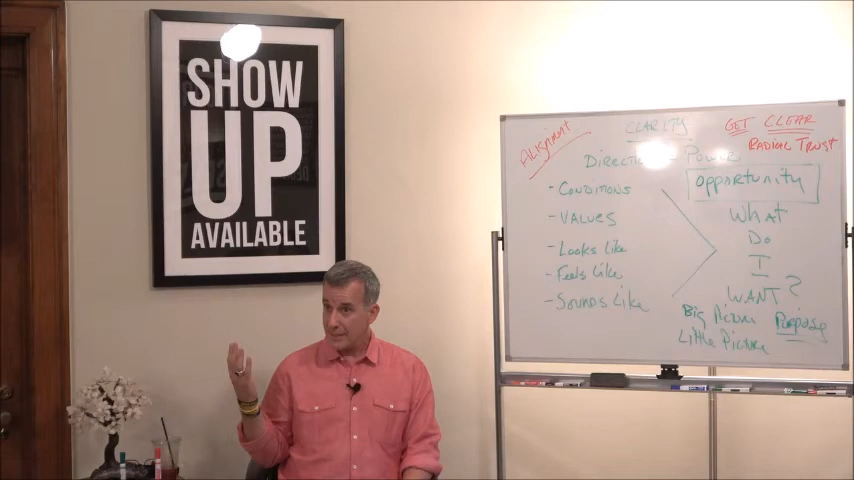 SHOW
UP
AVAILABLE
Alignment
CLARITY
GET CLEAR
RADICAL TRUST
DIRECTION - POWER
opportunity
- CONDITIONS
- VALUES
- Looks Like
- Feels Like
- Sounds Like
What
Do
I
WANT?
Big Picture Purpose
Little Picture